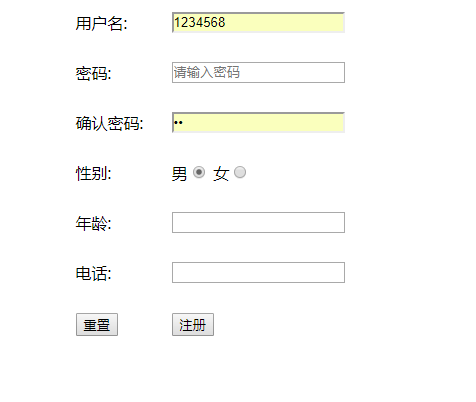 用户名: 1234568
密码: 请输入密码
确认密码: ••
性别: 男 女
年龄:
电话:
重置 注册